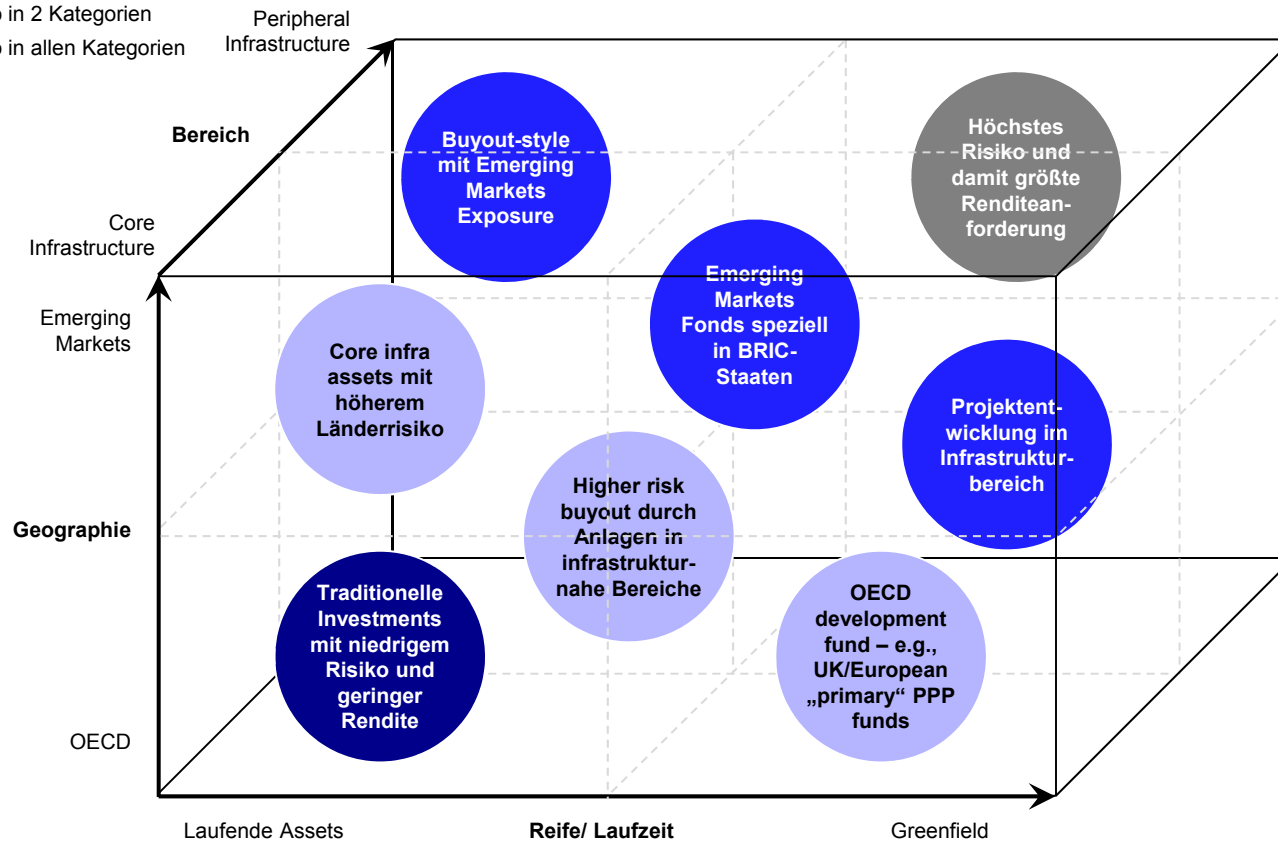 in 2 Kategorien
in allen Kategorien
Peripheral
Infrastructure
Bereich
Core
Infrastructure
Emerging
Markets
Geographie
OECD
Buyout-style
mit Emerging
Markets
Exposure
Höchstes
Risiko und
damit größte
Renditean-
forderung
Emerging
Markets
Fonds speziell
in BRIC-
Staaten
Core infra
assets mit
höherem
Länderrisiko
Projektent-
wicklung im
Infrastruktur-
bereich
Higher risk
buyout durch
Anlagen in
infrastruktur-
nahe Bereiche
Traditionelle
Investments
mit niedrigem
Risiko und
geringer
Rendite
OECD
development
fund – e.g.,
UK/European
„primary“ PPP
funds
Laufende Assets
Reife/ Laufzeit
Greenfield